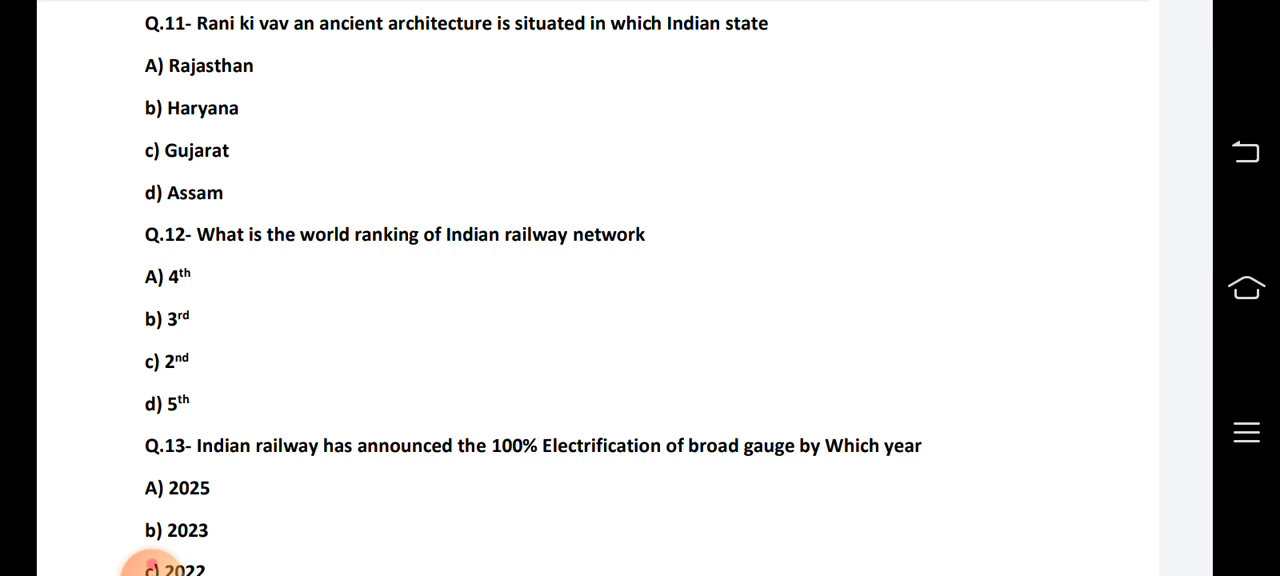 Q.11- Rani ki vav an ancient architecture is situated in which Indian state
A) Rajasthan
b) Haryana
c) Gujarat
d) Assam
Q.12- What is the world ranking of Indian railway network
A) 4th
b) 3rd
c) 2nd
d) 5th
Q.13- Indian railway has announced the 100% Electrification of broad gauge by Which year
A) 2025
b) 2023
c) 2022